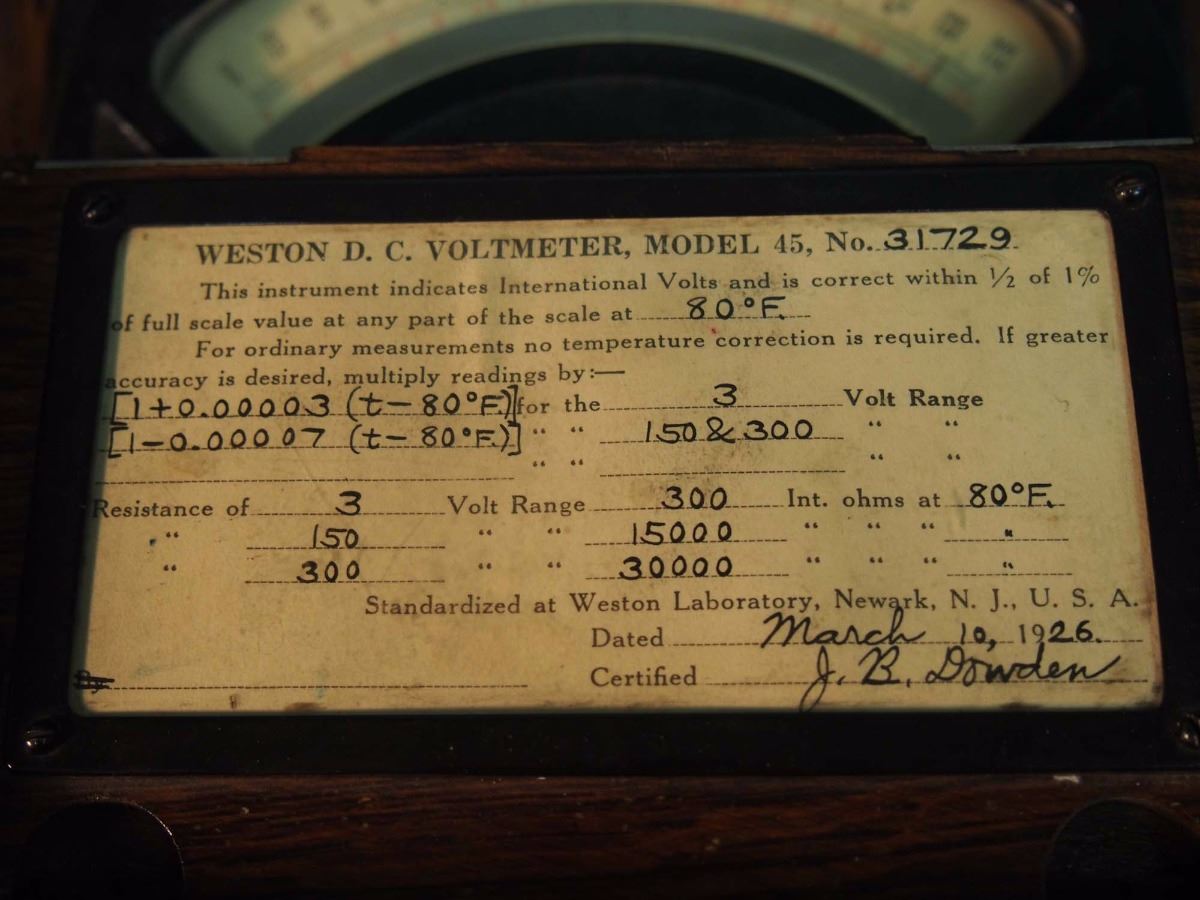 WESTON D. C. VOLTMETER, MODEL 45, No. 31729
This instrument indicates International Volts and is correct within ½ of 1%
of full scale value at any part of the scale at 80°F.
For ordinary measurements no temperature correction is required. If greater
accuracy is desired, multiply readings by:—
[1+0.00003 (t-80°F.)] for the 3 Volt Range
[1-0.00007 (t-80°F.)] " " 150 & 300 " "
" " " "
Resistance of 3 Volt Range 300 Int. ohms at 80°F.
" 150 " " 15000 " " " "
" 300 " " 30000 " " " "
Standardized at Weston Laboratory, Newark, N. J., U. S. A.
Dated March 10, 1926.
By Certified J. B. Dowden